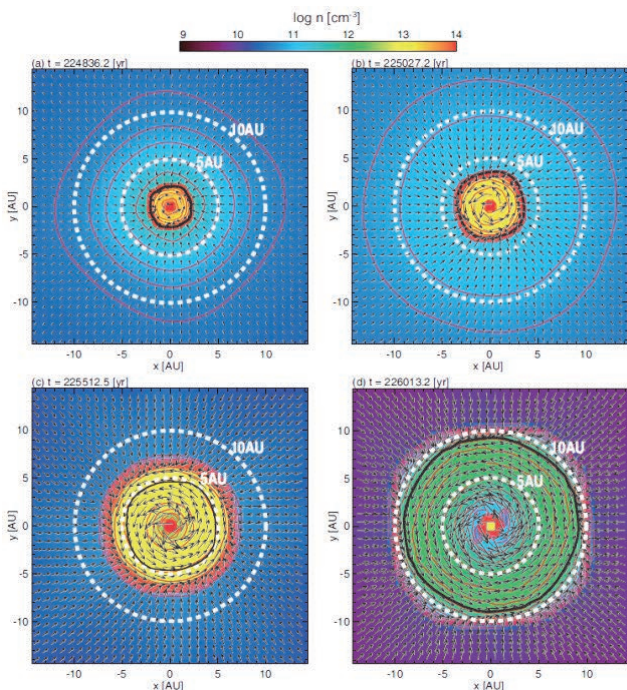 log n [cm⁻³]
9 10 11 12 13 14
(a) t = 224836.2 [yr] (b) t = 225027.2 [yr]
10AU 10AU
5AU 5AU
y [AU] y [AU]
10 10
5 5
0 0
-5 -5
-10 -10
-10 -5 0 5 10 -10 -5 0 5 10
x [AU] x [AU]
(c) t = 225512.5 [yr] (d) t = 226013.2 [yr]
10AU 10AU
5AU 5AU
y [AU] y [AU]
10 10
5 5
0 0
-5 -5
-10 -10
-10 -5 0 5 10 -10 -5 0 5 10
x [AU] x [AU]